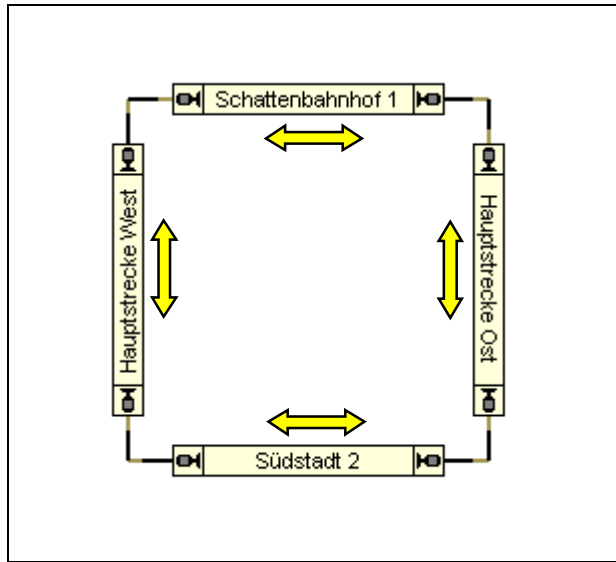 Schattenbahnhof 1
Hauptstrecke West
Hauptstrecke Ost
Südstadt 2